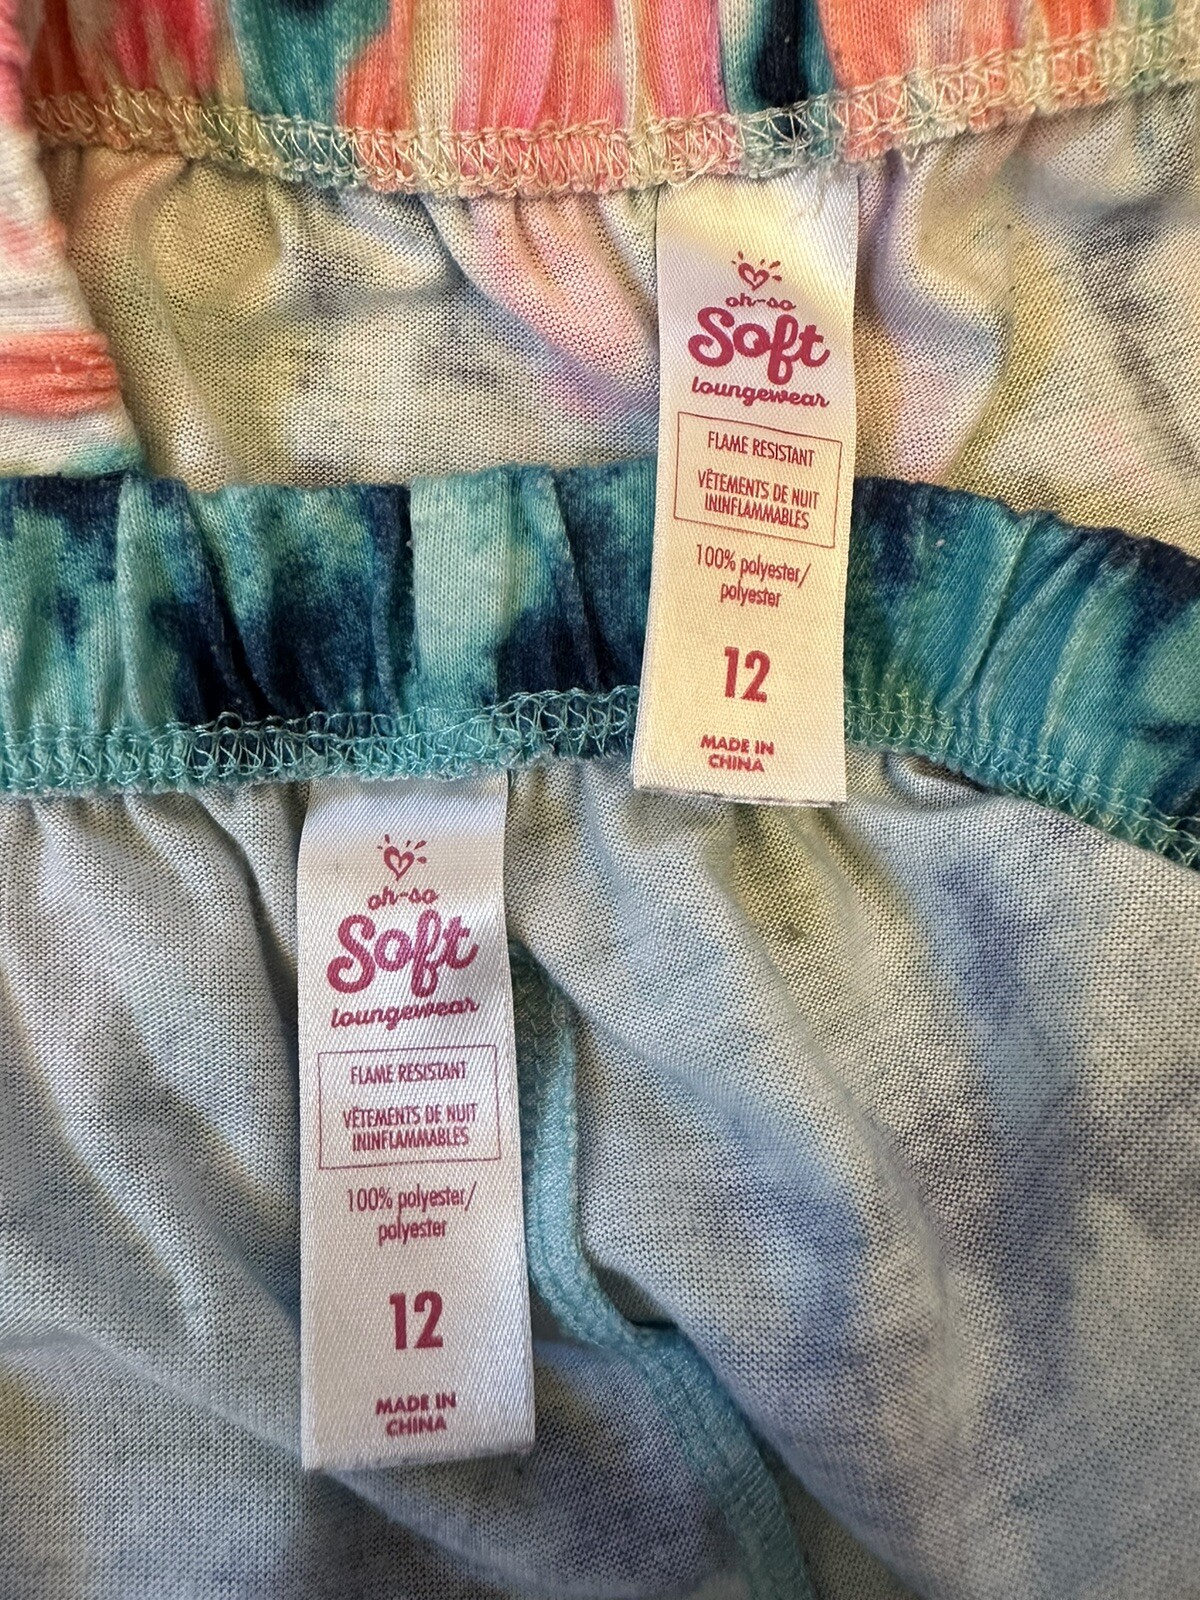 oh-so
Soft
loungewear
FLAME RESISTANT
VÊTEMENTS DE NUIT
ININFLAMMABLES
100% polyester/
polyester
12
MADE IN
CHINA
oh-so
Soft
loungewear
FLAME RESISTANT
VÊTEMENTS DE NUIT
ININFLAMMABLES
100% polyester/
polyester
12
MADE IN
CHINA